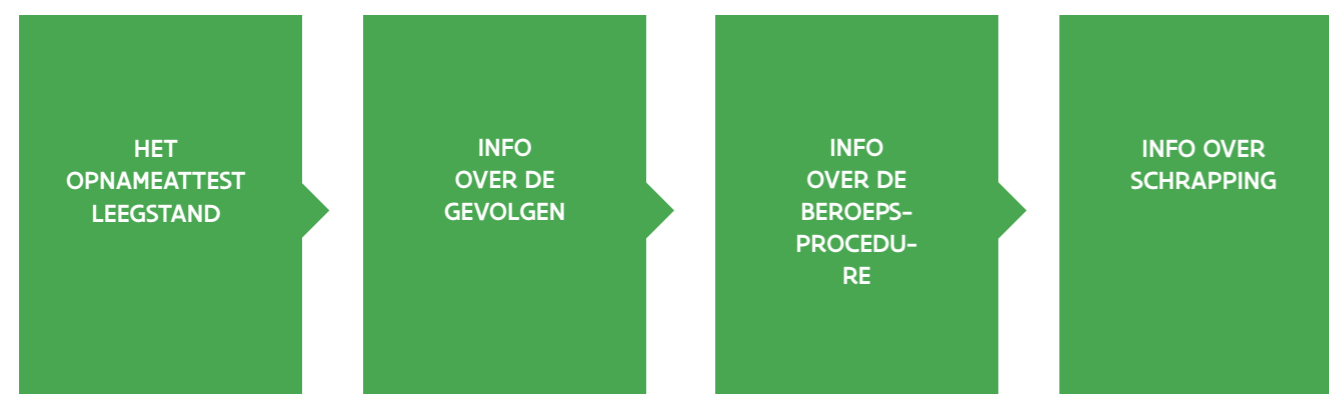 HET
OPNAMEATTEST
LEEGSTAND
INFO
OVER DE
GEVOLGEN
INFO
OVER DE
BEROEPS-
PROCEDU-
RE
INFO OVER
SCHRAPPING